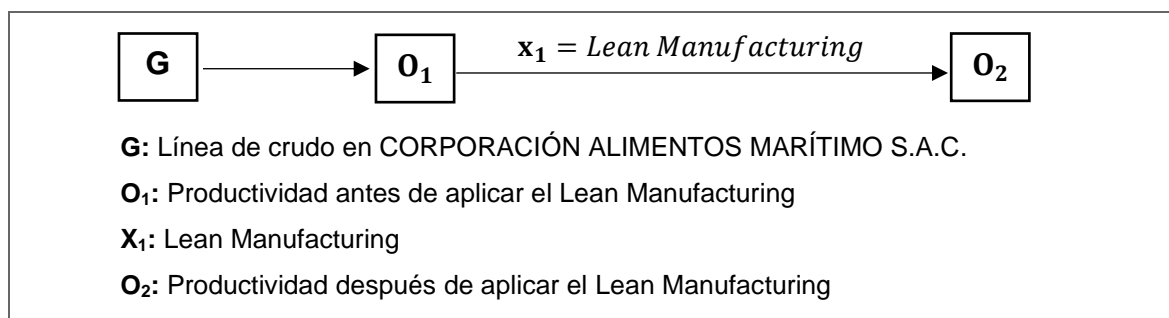 G O₁ x₁ = Lean Manufacturing O₂
G: Línea de crudo en CORPORACIÓN ALIMENTOS MARÍTIMO S.A.C.
O₁: Productividad antes de aplicar el Lean Manufacturing
X₁: Lean Manufacturing
O₂: Productividad después de aplicar el Lean Manufacturing